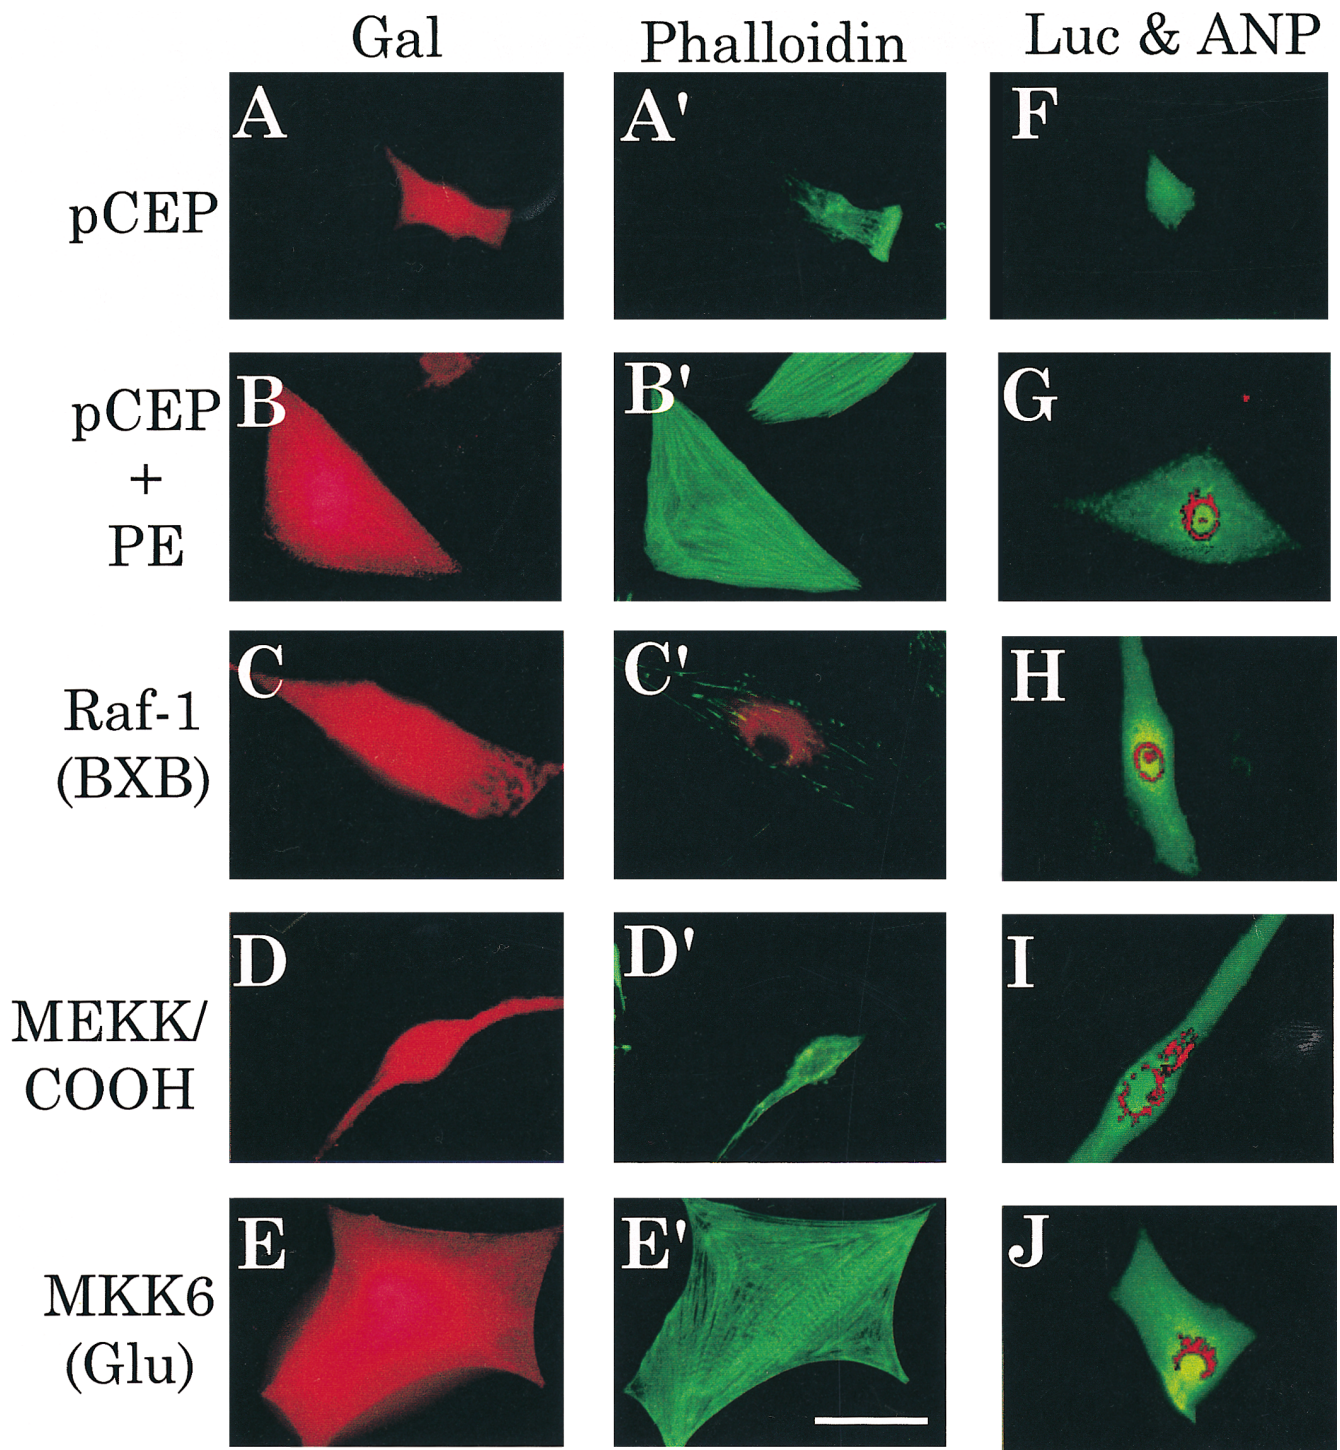 Gal Phalloidin Luc & ANP
A A' F
pCEP
B B' G
pCEP
+
PE
C C' H
Raf-1
(BXB)
D D' I
MEKK/
COOH
E E' J
MKK6
(Glu)